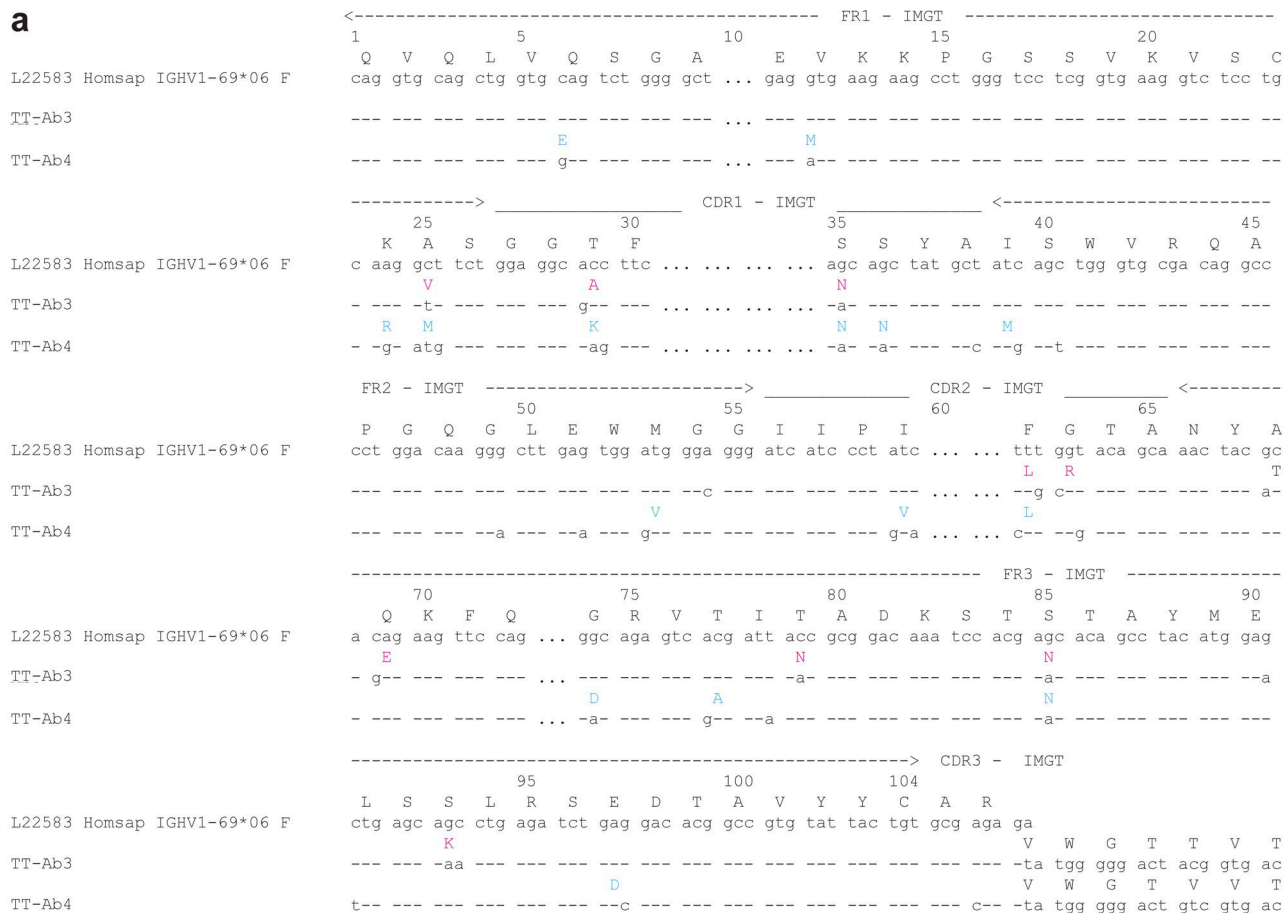 a
<------------------------------------ FR1 - IMGT ------------------------
1 5 10 15 20
Q V Q L V Q S G A E V K K P G S S V K V S C
L22583 Homsap IGHV1-69*06 F cag gtg cag ctg gtg cag tct ggg gct ... gag gtg aag aag cct ggg tcc tcg gtg aag gtc tcc tg
TT-Ab3 --- --- --- --- --- --- --- --- --- ... --- --- --- --- --- --- --- --- --- --- --- --- --
E M
TT-Ab4 --- --- --- --- --- g-- --- --- --- ... --- a-- --- --- --- --- --- --- --- --- --- --- --
----------> ______________ CDR1 - IMGT ___________ <---------------------
25 30 35 40 45
K A S G G T F S S Y A I S W V R Q A
L22583 Homsap IGHV1-69*06 F c aag gct tct gga ggc acc ttc ... ... ... ... agc agc tat gct atc agc tgg gtg cga cag gcc
V A N
TT-Ab3 - --- -t- --- --- --- g-- --- ... ... ... ... -a- --- --- --- --- --- --- --- --- --- ---
R M K N N M
TT-Ab4 - -g- atg --- --- --- -ag --- ... ... ... ... -a- -a- --- --c --g --t --- --- --- --- ---
FR2 - IMGT --------------------> ___________ CDR2 - IMGT ________ <-------
50 55 60 65
P G Q G L E W M G G I I P I F G T A N Y A
L22583 Homsap IGHV1-69*06 F cct gga caa ggg ctt gag tgg atg gga ggg atc atc cct atc ... ... ttt ggt aca gca aac tac gc
L R T
TT-Ab3 --- --- --- --- --- --- --- --- --c --- --- --- --- --- ... ... --g c-- --- --- --- --- a-
V V L
TT-Ab4 --- --- --- --a --- --a --- g-- --- --- --- --- --- g-a ... ... c-- --g --- --- --- --- --
------------------------------------------------ FR3 - IMGT ------------
70 75 80 85 90
Q K F Q G R V T I T A D K S T S T A Y M E
L22583 Homsap IGHV1-69*06 F a cag aag ttc cag ... ggc aga gtc acg att acc gcg gac aaa tcc acg agc aca gcc tac atg gag
E N N
TT-Ab3 - g-- --- --- --- ... --- --- --- --- --- -a- --- --- --- --- --- -a- --- --- --- --- --a
D A N
TT-Ab4 - --- --- --- --- ... -a- --- --- g-- --a --- --- --- --- --- --- -a- --- --- --- --- ---
-------------------------------------------> CDR3 - IMGT
95 100 104
L S S L R S E D T A V Y Y C A R
L22583 Homsap IGHV1-69*06 F ctg agc agc ctg aga tct gag gac acg gcc gtg tat tac tgt gcg aga ga
K V W G T T V T
TT-Ab3 --- --- -aa --- --- --- --- --- --- --- --- --- --- --- --- --- -ta tgg ggg act acg gtg ac
D V W G T V V T
TT-Ab4 t-- --- --- --- --- --- --c --- --- --- --- --- --- --- --- c-- -ta tgg ggg act gtc gtg ac